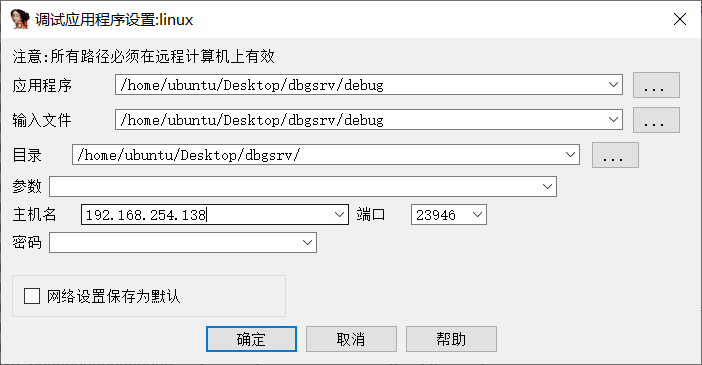 调试应用程序设置:linux
注意:所有路径必须在远程计算机上有效
应用程序 /home/ubuntu/Desktop/dbgsrv/debug ...
输入文件 /home/ubuntu/Desktop/dbgsrv/debug ...
目录 /home/ubuntu/Desktop/dbgsrv/ ...
参数
主机名 192.168.254.138 端口 23946
密码
网络设置保存为默认
确定 取消 帮助